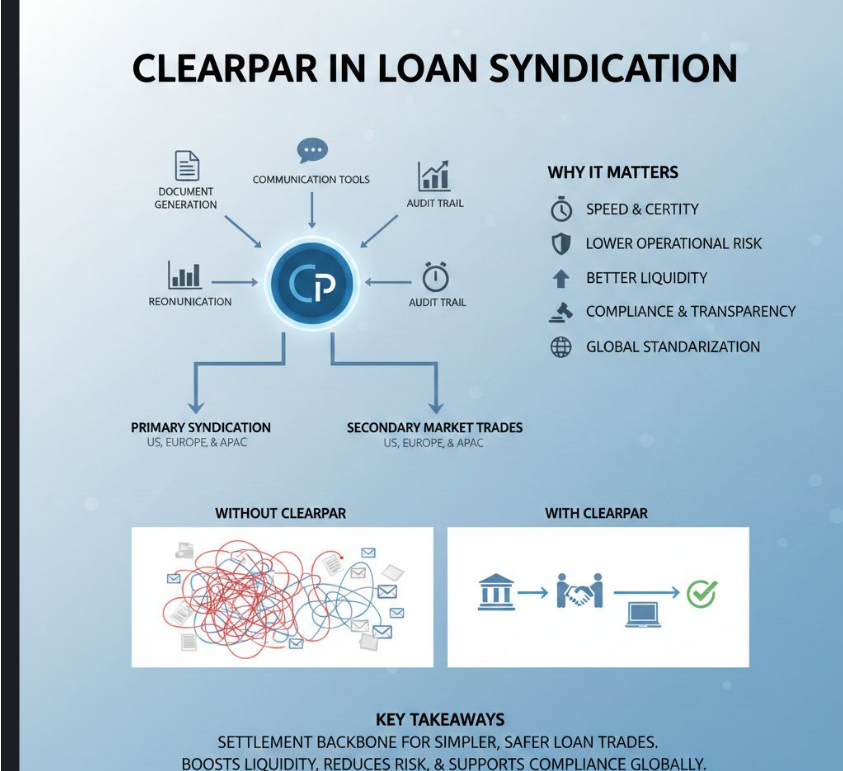 CLEARPAR IN LOAN SYNDICATION
DOCUMENT
GENERATION
COMMUNICATION TOOLS
AUDIT TRAIL
REONUNICATION
CP
AUDIT TRAIL
WHY IT MATTERS
SPEED & CERTITY
LOWER OPERATIONAL RISK
BETTER LIQUIDITY
COMPLIANCE & TRANSPARENCY
GLOBAL STANDARIZATION
PRIMARY SYNDICATION
US, EUROPE, & APAC
SECONDARY MARKET TRADES
US, EUROPE, & APAC
WITHOUT CLEARPAR
WITH CLEARPAR
KEY TAKEAWAYS
SETTLEMENT BACKBONE FOR SIMPLER, SAFER LOAN TRADES.
BOOSTS LIQUIDITY, REDUCES RISK, & SUPPORTS COMPLIANCE GLOBALLY.